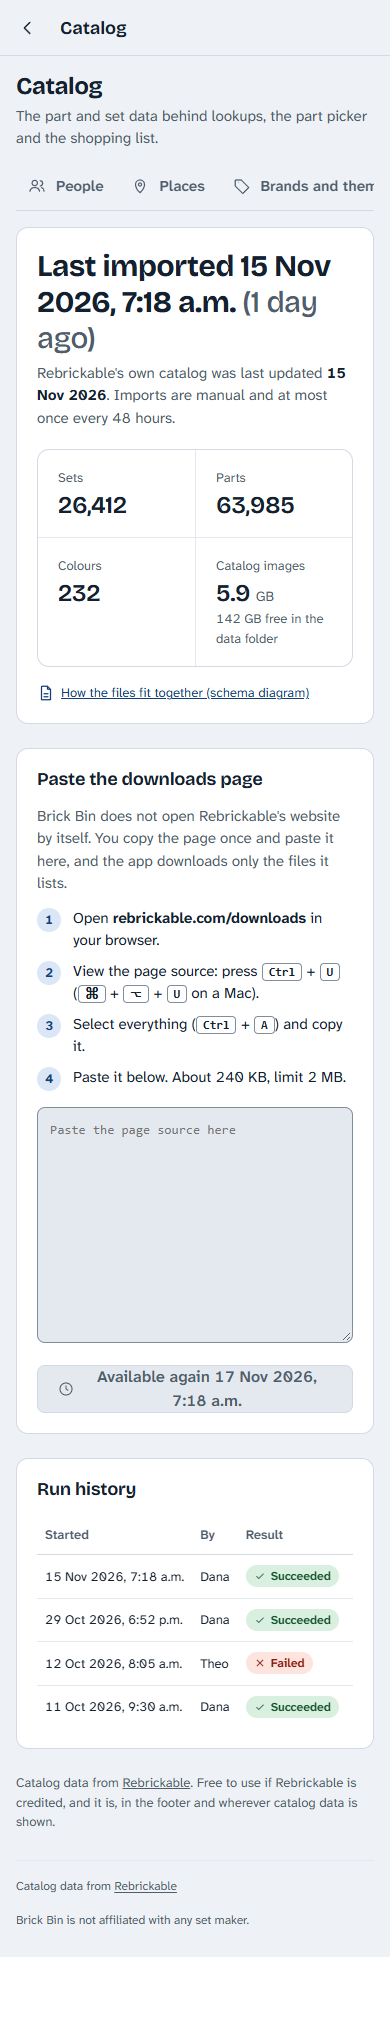 Catalog
Catalog
The part and set data behind lookups, the part picker
and the shopping list.
People Places Brands and them
Last imported 15 Nov
2026, 7:18 a.m. (1 day
ago)
Rebrickable's own catalog was last updated 15
Nov 2026. Imports are manual and at most
once every 48 hours.
Sets
26,412
Parts
63,985
Colours
232
Catalog images
5.9 GB
142 GB free in the
data folder
How the files fit together (schema diagram)
Paste the downloads page
Brick Bin does not open Rebrickable's website
by itself. You copy the page once and paste it
here, and the app downloads only the files it
lists.
1 Open rebrickable.com/downloads in
your browser.
2 View the page source: press Ctrl + U
(⌘ + ⌥ + U on a Mac).
3 Select everything (Ctrl + A) and copy
it.
4 Paste it below. About 240 KB, limit 2 MB.
Paste the page source here
Available again 17 Nov 2026,
7:18 a.m.
Run history
Started By Result
15 Nov 2026, 7:18 a.m. Dana Succeeded
29 Oct 2026, 6:52 p.m. Dana Succeeded
12 Oct 2026, 8:05 a.m. Theo Failed
11 Oct 2026, 9:30 a.m. Dana Succeeded
Catalog data from Rebrickable. Free to use if Rebrickable is
credited, and it is, in the footer and wherever catalog data is
shown.
Catalog data from Rebrickable
Brick Bin is not affiliated with any set maker.